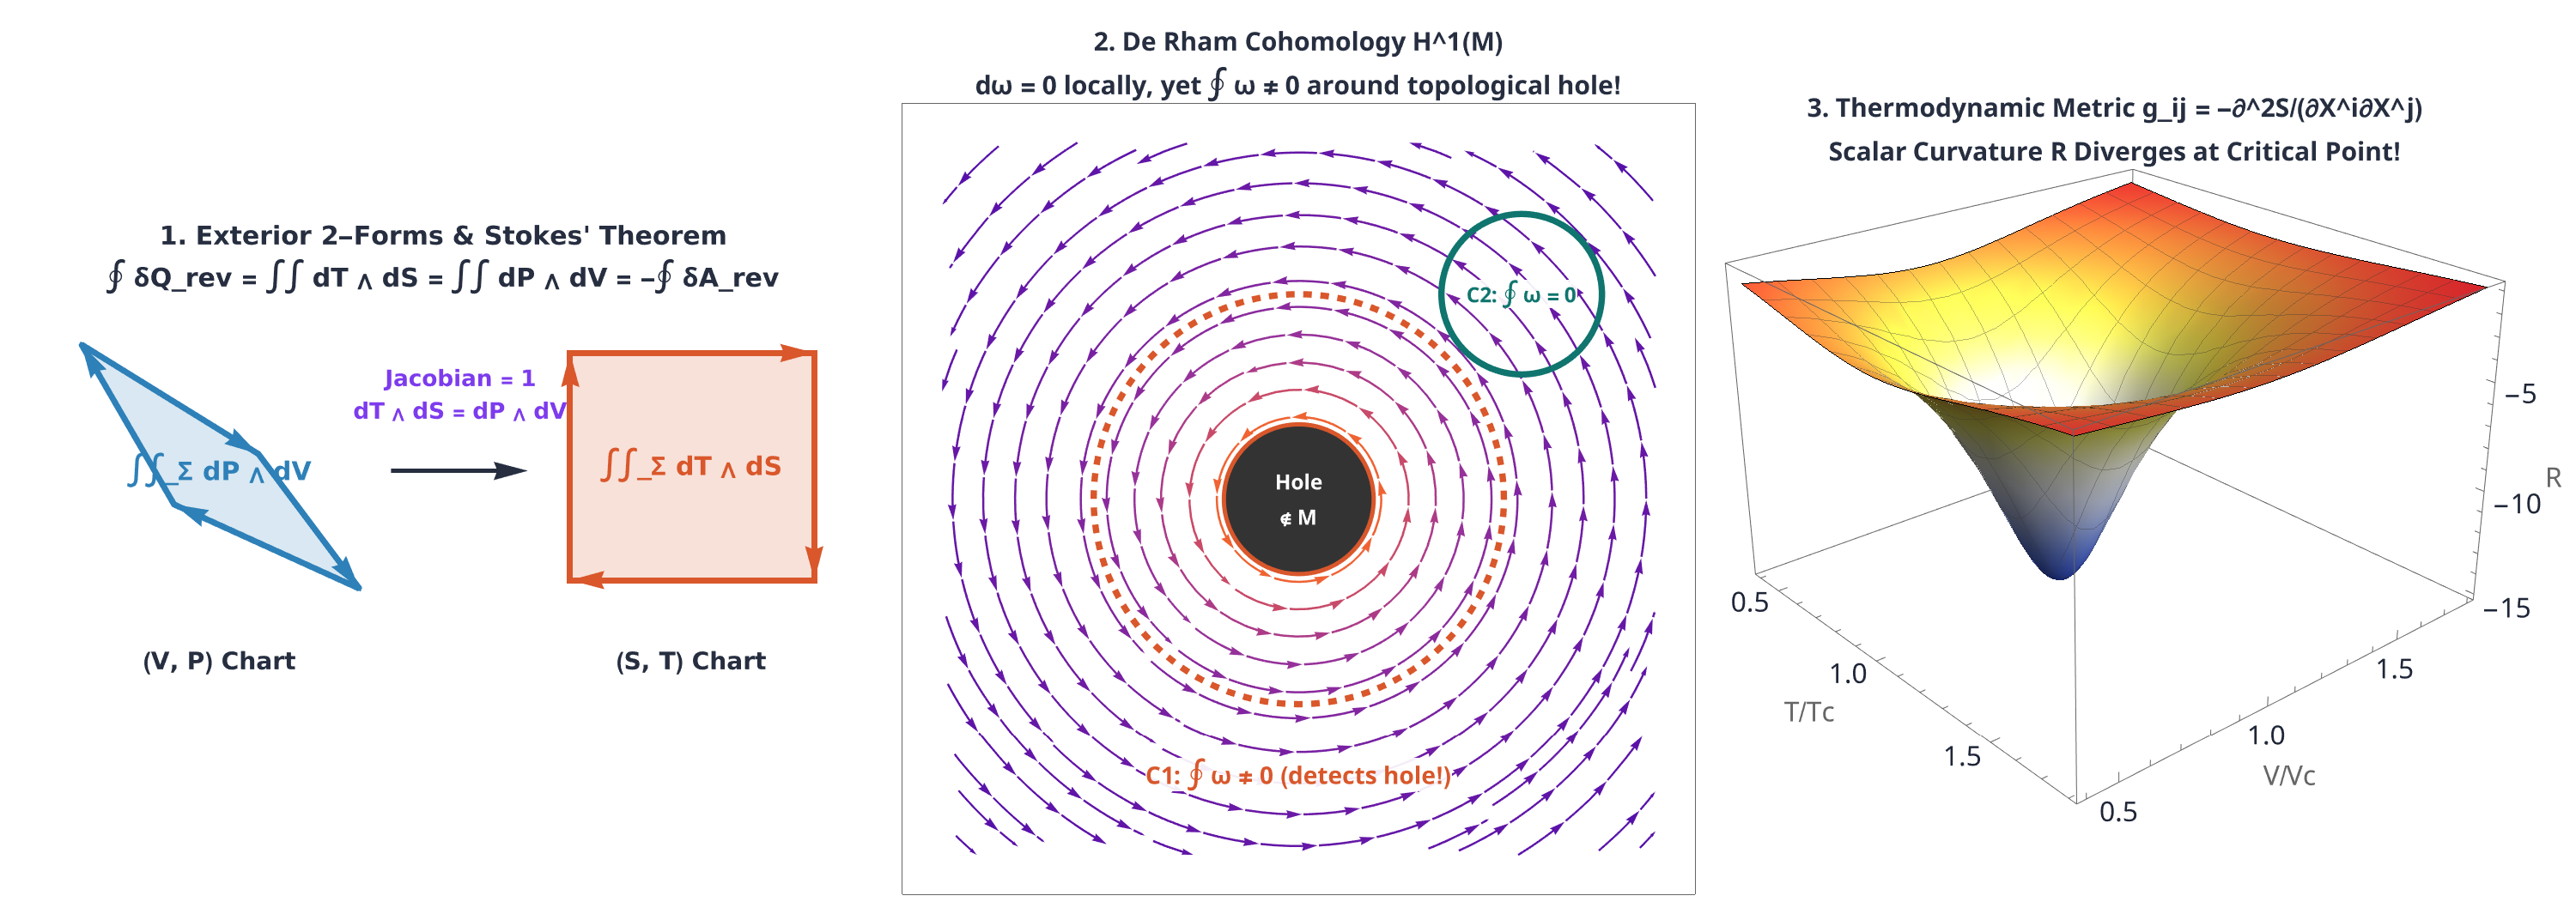 1. Exterior 2–Forms & Stokes' Theorem
∮ δQ_rev = ∫∫ dT ∧ dS = ∫∫ dP ∧ dV = –∮ δA_rev
Jacobian = 1
dT ∧ dS = dP ∧ dV
∫∫_Σ dP ∧ dV
∫∫_Σ dT ∧ dS
(V, P) Chart
(S, T) Chart
2. De Rham Cohomology H^1(M)
dω = 0 locally, yet ∮ ω ≠ 0 around topological hole!
C2: ∮ ω = 0
Hole
∉ M
C1: ∮ ω ≠ 0 (detects hole!)
3. Thermodynamic Metric g_ij = –∂^2S/(∂X^i∂X^j)
Scalar Curvature R Diverges at Critical Point!
–5
R
–10
–15
0.5
1.0
T/Tc
1.5
1.5
1.0
V/Vc
0.5